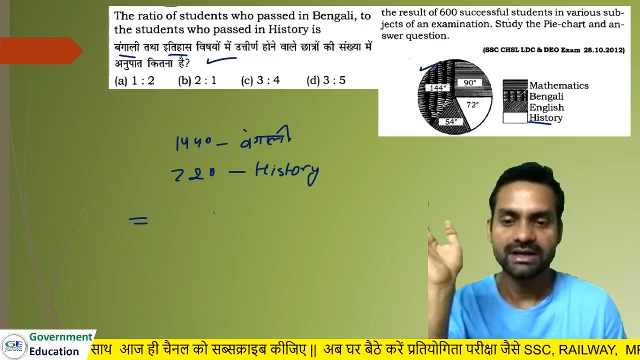 The ratio of students who passed in Bengali, to
the students who passed in History is
बंगाली तथा इतिहास विषयों में उत्तीर्ण होने वाले छात्रों की संख्या में
अनुपात कितना है?
(a) 1 : 2 (b) 2 : 1 (c) 3 : 4 (d) 3 : 5
the result of 600 successful students in various sub-
jects of an examination. Study the Pie-chart and an-
swer question.
(SSC CHSL LDC & DEO Exam 28.10.2012)
144°
90°
72°
54°
Mathematics
Bengali
English
History
144° – बंगाली
72° – History
=
GE
Government
Education
साथ आज ही चैनल को सब्सक्राइब कीजिए || अब घर बैठे करें प्रतियोगिता परीक्षा जैसे SSC, RAILWAY,